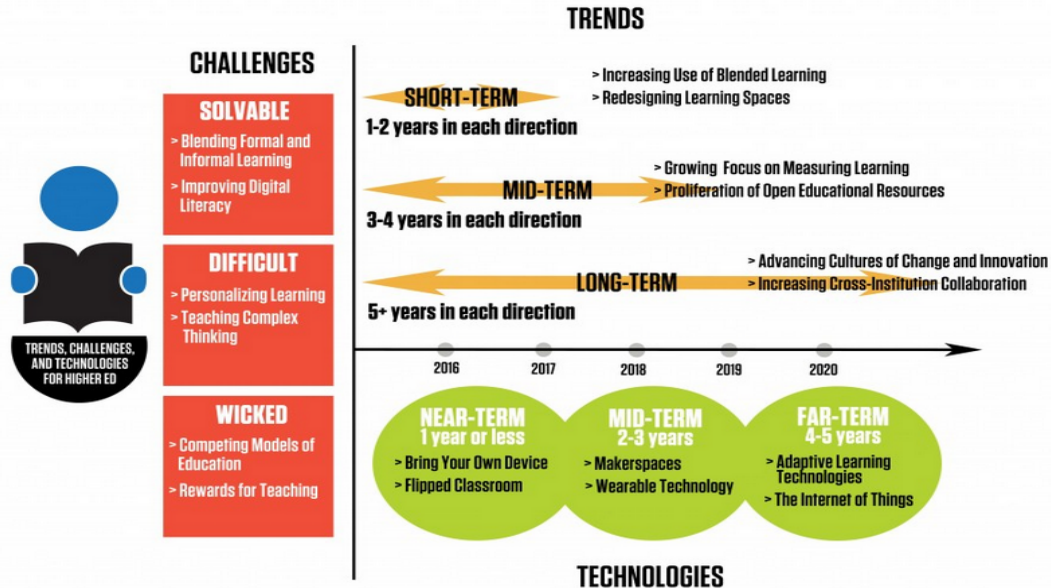 TRENDS
CHALLENGES
SOLVABLE
> Blending Formal and
Informal Learning
> Improving Digital
Literacy
DIFFICULT
> Personalizing Learning
> Teaching Complex
Thinking
WICKED
> Competing Models of
Education
> Rewards for Teaching
TRENDS, CHALLENGES,
AND TECHNOLOGIES
FOR HIGHER ED
SHORT-TERM
1-2 years in each direction
> Increasing Use of Blended Learning
> Redesigning Learning Spaces
MID-TERM
3-4 years in each direction
> Growing Focus on Measuring Learning
> Proliferation of Open Educational Resources
LONG-TERM
5+ years in each direction
> Advancing Cultures of Change and Innovation
> Increasing Cross-Institution Collaboration
2016
2017
2018
2019
2020
NEAR-TERM
1 year or less
> Bring Your Own Device
> Flipped Classroom
MID-TERM
2-3 years
> Makerspaces
> Wearable Technology
FAR-TERM
4-5 years
> Adaptive Learning
Technologies
> The Internet of Things
TECHNOLOGIES